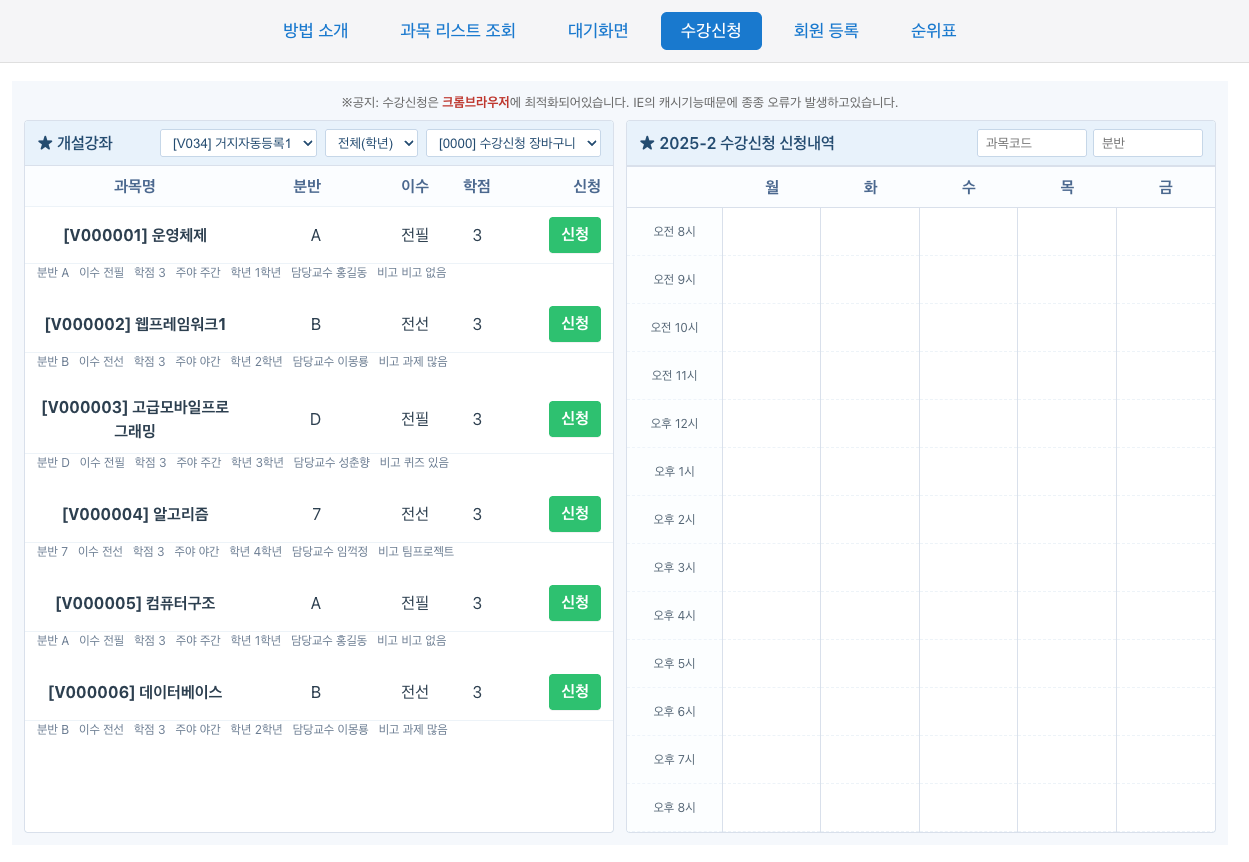 방법 소개 과목 리스트 조회 대기화면 수강신청 회원 등록 순위표
※공지: 수강신청은 크롬브라우저에 최적화되어있습니다. IE의 캐시기능때문에 종종 오류가 발생하고있습니다.
★ 개설강좌 [V034] 거지자동등록1 전체(학년) [0000] 수강신청 장바구니
과목명 분반 이수 학점 신청
[V000001] 운영체제 A 전필 3 신청
분반 A 이수 전필 학점 3 주야 주간 학년 1학년 담당교수 홍길동 비고 비고 없음
[V000002] 웹프레임워크1 B 전선 3 신청
분반 B 이수 전선 학점 3 주야 야간 학년 2학년 담당교수 이몽룡 비고 과제 많음
[V000003] 고급모바일프로
그래밍 D 전필 3 신청
분반 D 이수 전필 학점 3 주야 주간 학년 3학년 담당교수 성춘향 비고 퀴즈 있음
[V000004] 알고리즘 7 전선 3 신청
분반 7 이수 전선 학점 3 주야 야간 학년 4학년 담당교수 임꺽정 비고 팀프로젝트
[V000005] 컴퓨터구조 A 전필 3 신청
분반 A 이수 전필 학점 3 주야 주간 학년 1학년 담당교수 홍길동 비고 비고 없음
[V000006] 데이터베이스 B 전선 3 신청
분반 B 이수 전선 학점 3 주야 야간 학년 2학년 담당교수 이몽룡 비고 과제 많음
★ 2025-2 수강신청 신청내역 과목코드 분반
월 화 수 목 금
오전 8시
오전 9시
오전 10시
오전 11시
오후 12시
오후 1시
오후 2시
오후 3시
오후 4시
오후 5시
오후 6시
오후 7시
오후 8시